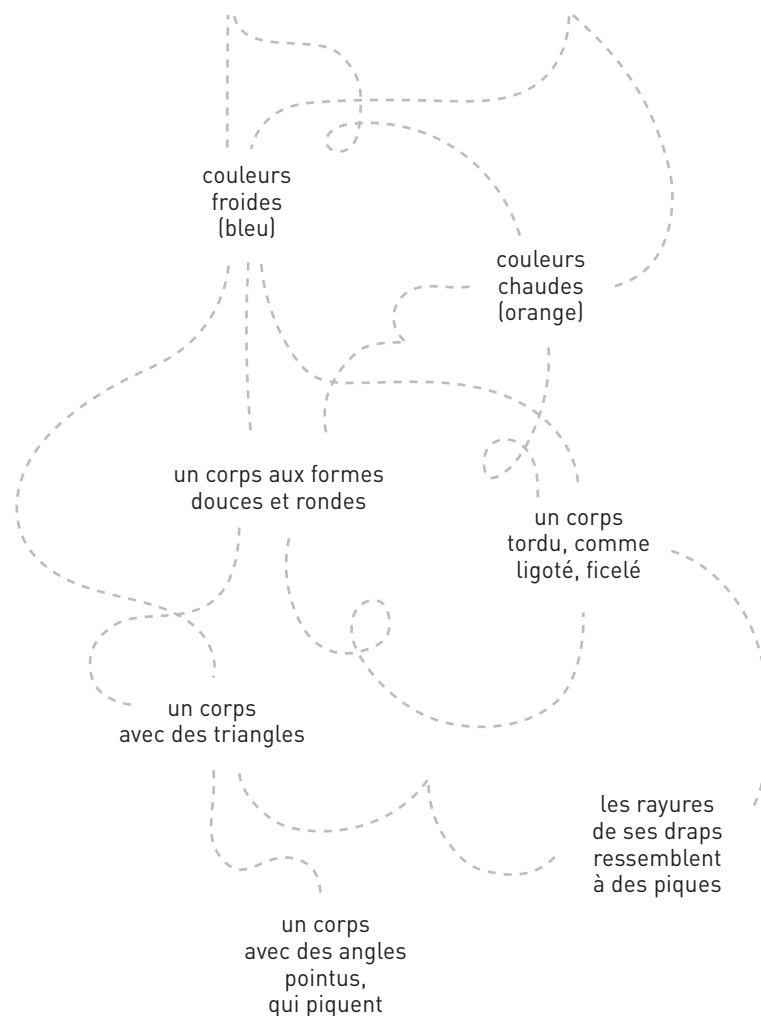 couleurs
froides
(bleu)
couleurs
chaudes
(orange)
un corps aux formes
douces et rondes
un corps
tordu, comme
ligoté, ficelé
un corps
avec des triangles
les rayures
de ses draps
ressemblent
à des piques
un corps
avec des angles
pointus,
qui piquent